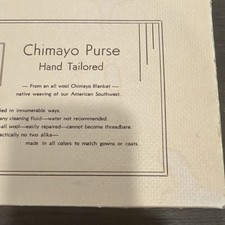 Chimayo Purse
Hand Tailored
— From an all wool Chimayo Blanket —
native weaving of our American Southwest.
ied in innumerable ways.
any cleaning fluid—water not recommended.
all wool—easily repaired—cannot become threadbare.
actically no two alike—
made in all colors to match gowns or coats.